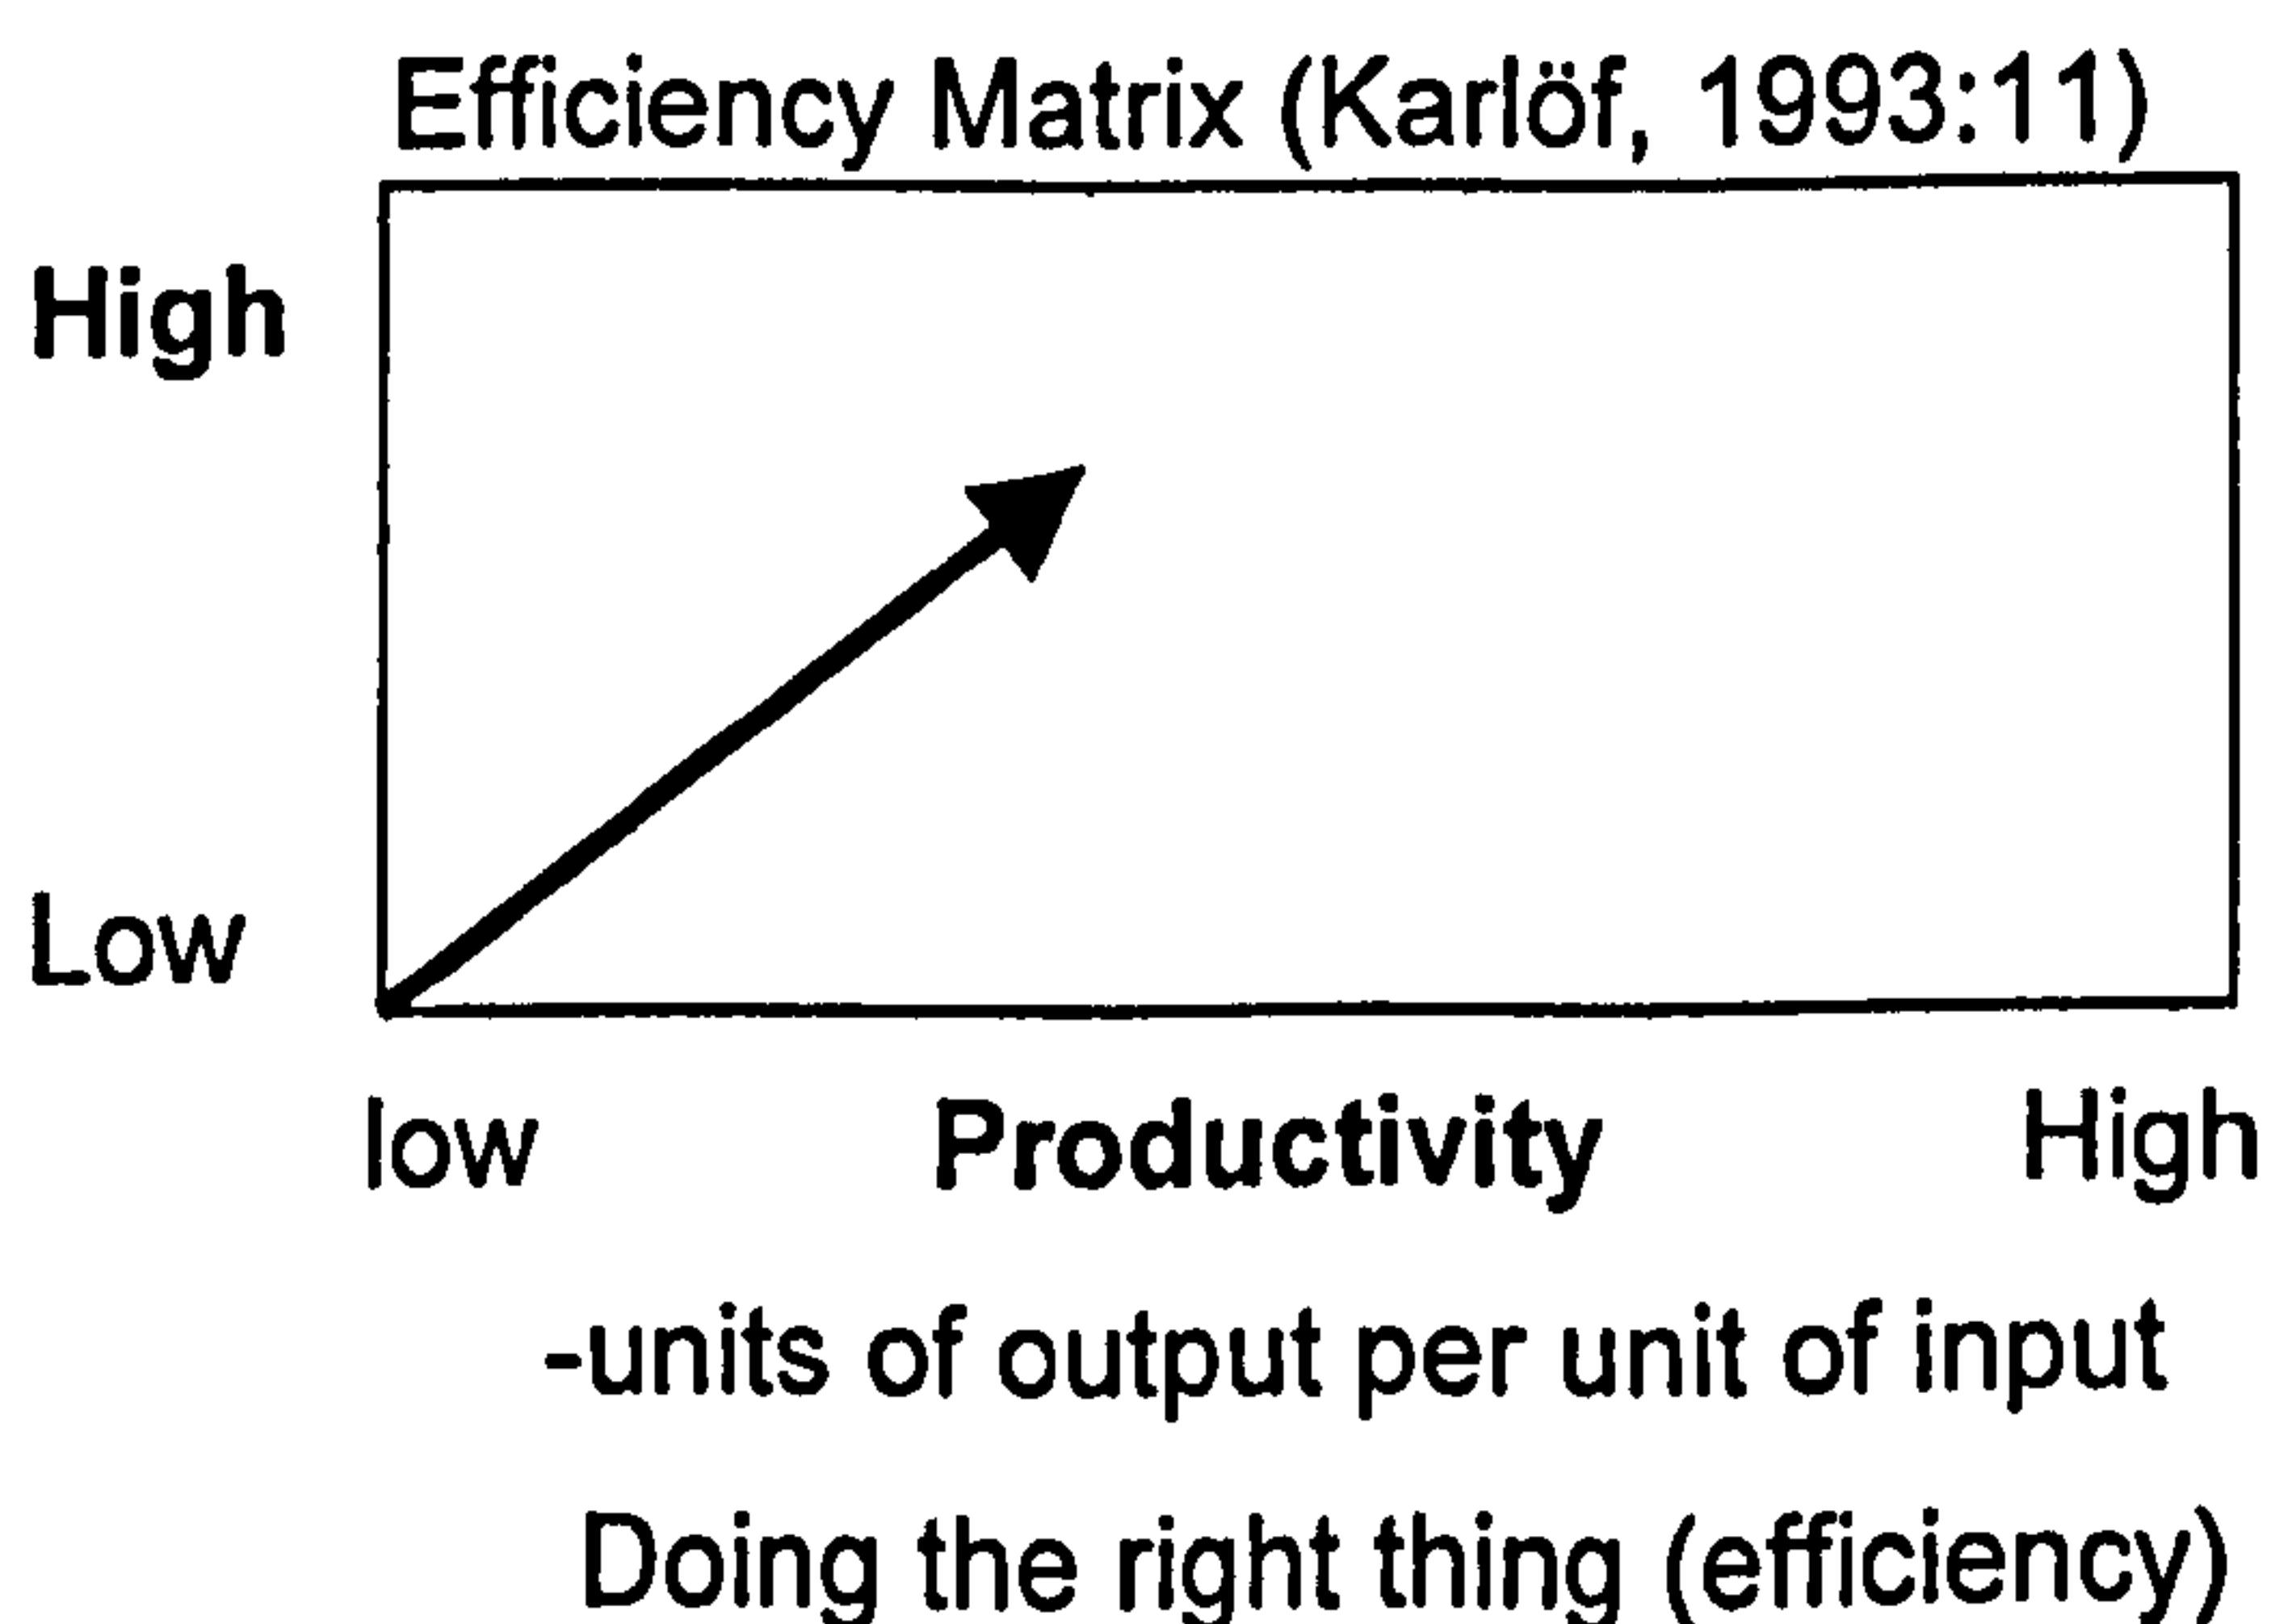 Efficiency Matrix (Karlöf, 1993:11)
High
Low
low Productivity High
-units of output per unit of input
Doing the right thing (efficiency)